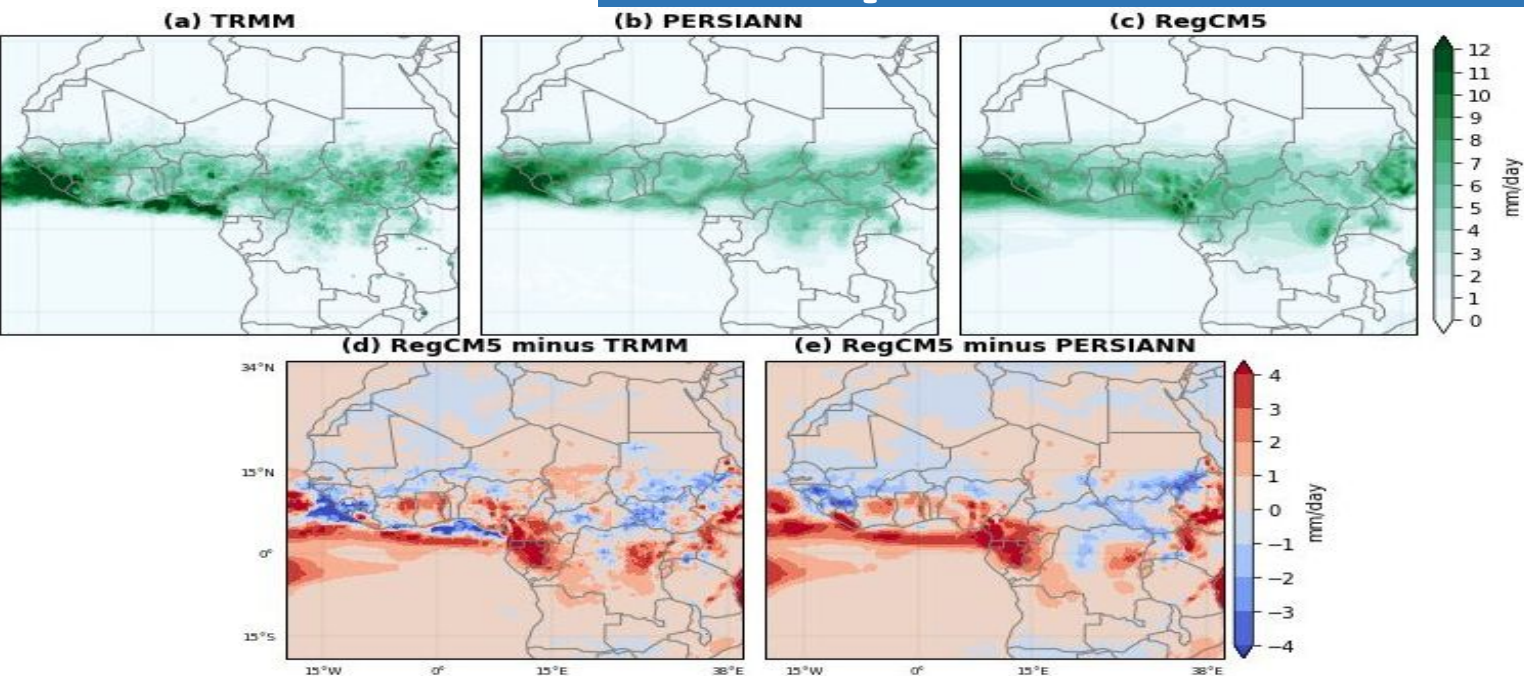 (a) TRMM
(b) PERSIANN
(c) RegCM5
12
11
10
9
8
7
6
5
4
3
2
1
0
mm/day
(d) RegCM5 minus TRMM
(e) RegCM5 minus PERSIANN
34°N
15°N
0°
15°S
15°W
0°
15°E
38°E
15°W
0°
15°E
38°E
4
3
2
1
0
−1
−2
−3
−4
mm/day